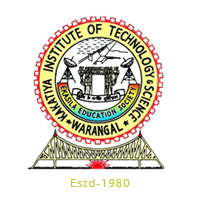 KAKATIYA INSTITUTE OF TECHNOLOGY & SCIENCE
EKASILA EDUCATION SOCIETY
* WARANGAL *
Estd-1980